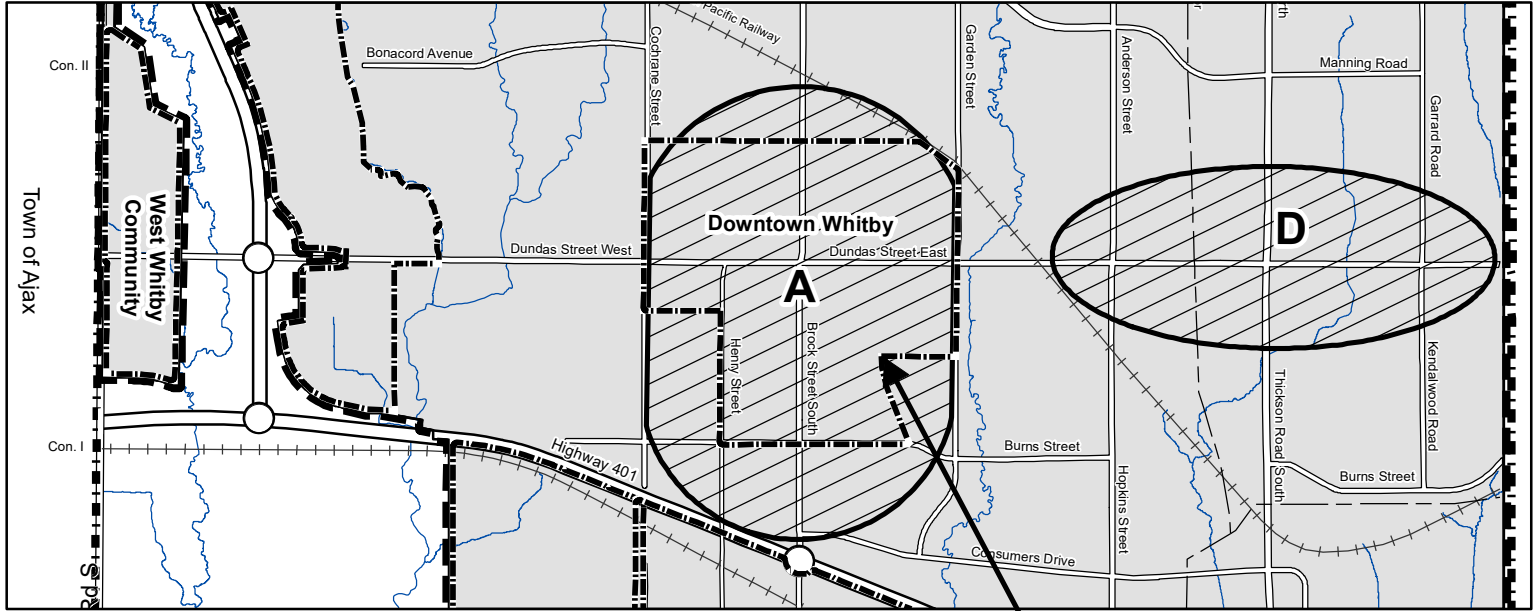 Pacific Railway
Bonacord Avenue
Con. II
Cochrane Street
Garden Street
Anderson Street
Manning Road
Garrard Road
Town of Ajax
West Whitby
Community
Downtown Whitby
Dundas Street West
Dundas Street East
A
D
Henry Street
Brock Street South
Kendalwood Road
Thickson Road South
Con. I
Highway 401
Burns Street
Burns Street
Hopkins Street
Consumers Drive